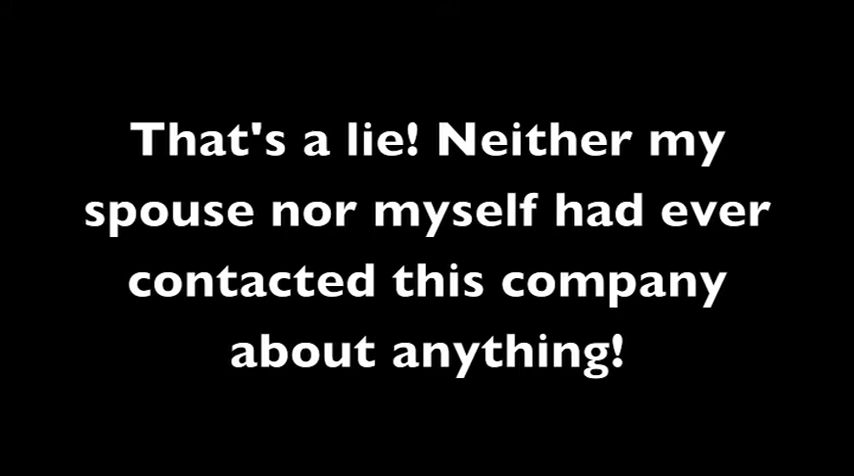 That's a lie! Neither my
spouse nor myself had ever
contacted this company
about anything!